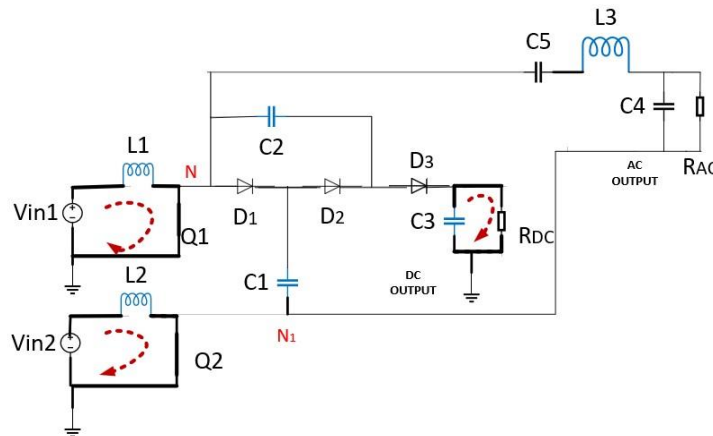 L3
C5
C4
RAC
C2
L1
N
D3
AC
OUTPUT
Vin1
Q1
D1
D2
C3
RDC
L2
C1
DC
OUTPUT
Vin2
N1
Q2